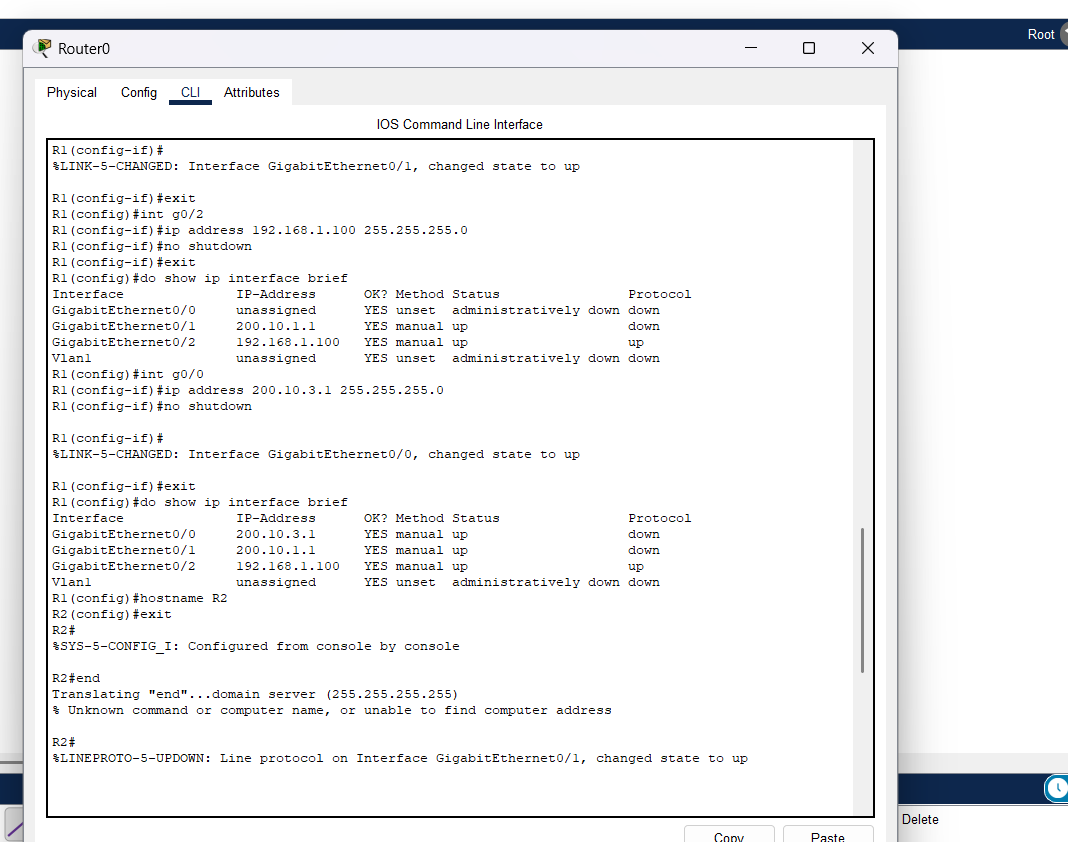 Root
Router0
Physical Config CLI Attributes
IOS Command Line Interface
R1(config-if)#
%LINK-5-CHANGED: Interface GigabitEthernet0/1, changed state to up
R1(config-if)#exit
R1(config)#int g0/2
R1(config-if)#ip address 192.168.1.100 255.255.255.0
R1(config-if)#no shutdown
R1(config-if)#exit
R1(config)#do show ip interface brief
Interface IP-Address OK? Method Status Protocol
GigabitEthernet0/0 unassigned YES unset administratively down down
GigabitEthernet0/1 200.10.1.1 YES manual up down
GigabitEthernet0/2 192.168.1.100 YES manual up up
Vlan1 unassigned YES unset administratively down down
R1(config)#int g0/0
R1(config-if)#ip address 200.10.3.1 255.255.255.0
R1(config-if)#no shutdown
R1(config-if)#
%LINK-5-CHANGED: Interface GigabitEthernet0/0, changed state to up
R1(config-if)#exit
R1(config)#do show ip interface brief
Interface IP-Address OK? Method Status Protocol
GigabitEthernet0/0 200.10.3.1 YES manual up down
GigabitEthernet0/1 200.10.1.1 YES manual up down
GigabitEthernet0/2 192.168.1.100 YES manual up up
Vlan1 unassigned YES unset administratively down down
R1(config)#hostname R2
R2(config)#exit
R2#
%SYS-5-CONFIG_I: Configured from console by console
R2#end
Translating "end"...domain server (255.255.255.255)
% Unknown command or computer name, or unable to find computer address
R2#
%LINEPROTO-5-UPDOWN: Line protocol on Interface GigabitEthernet0/1, changed state to up
Delete
Copy Paste